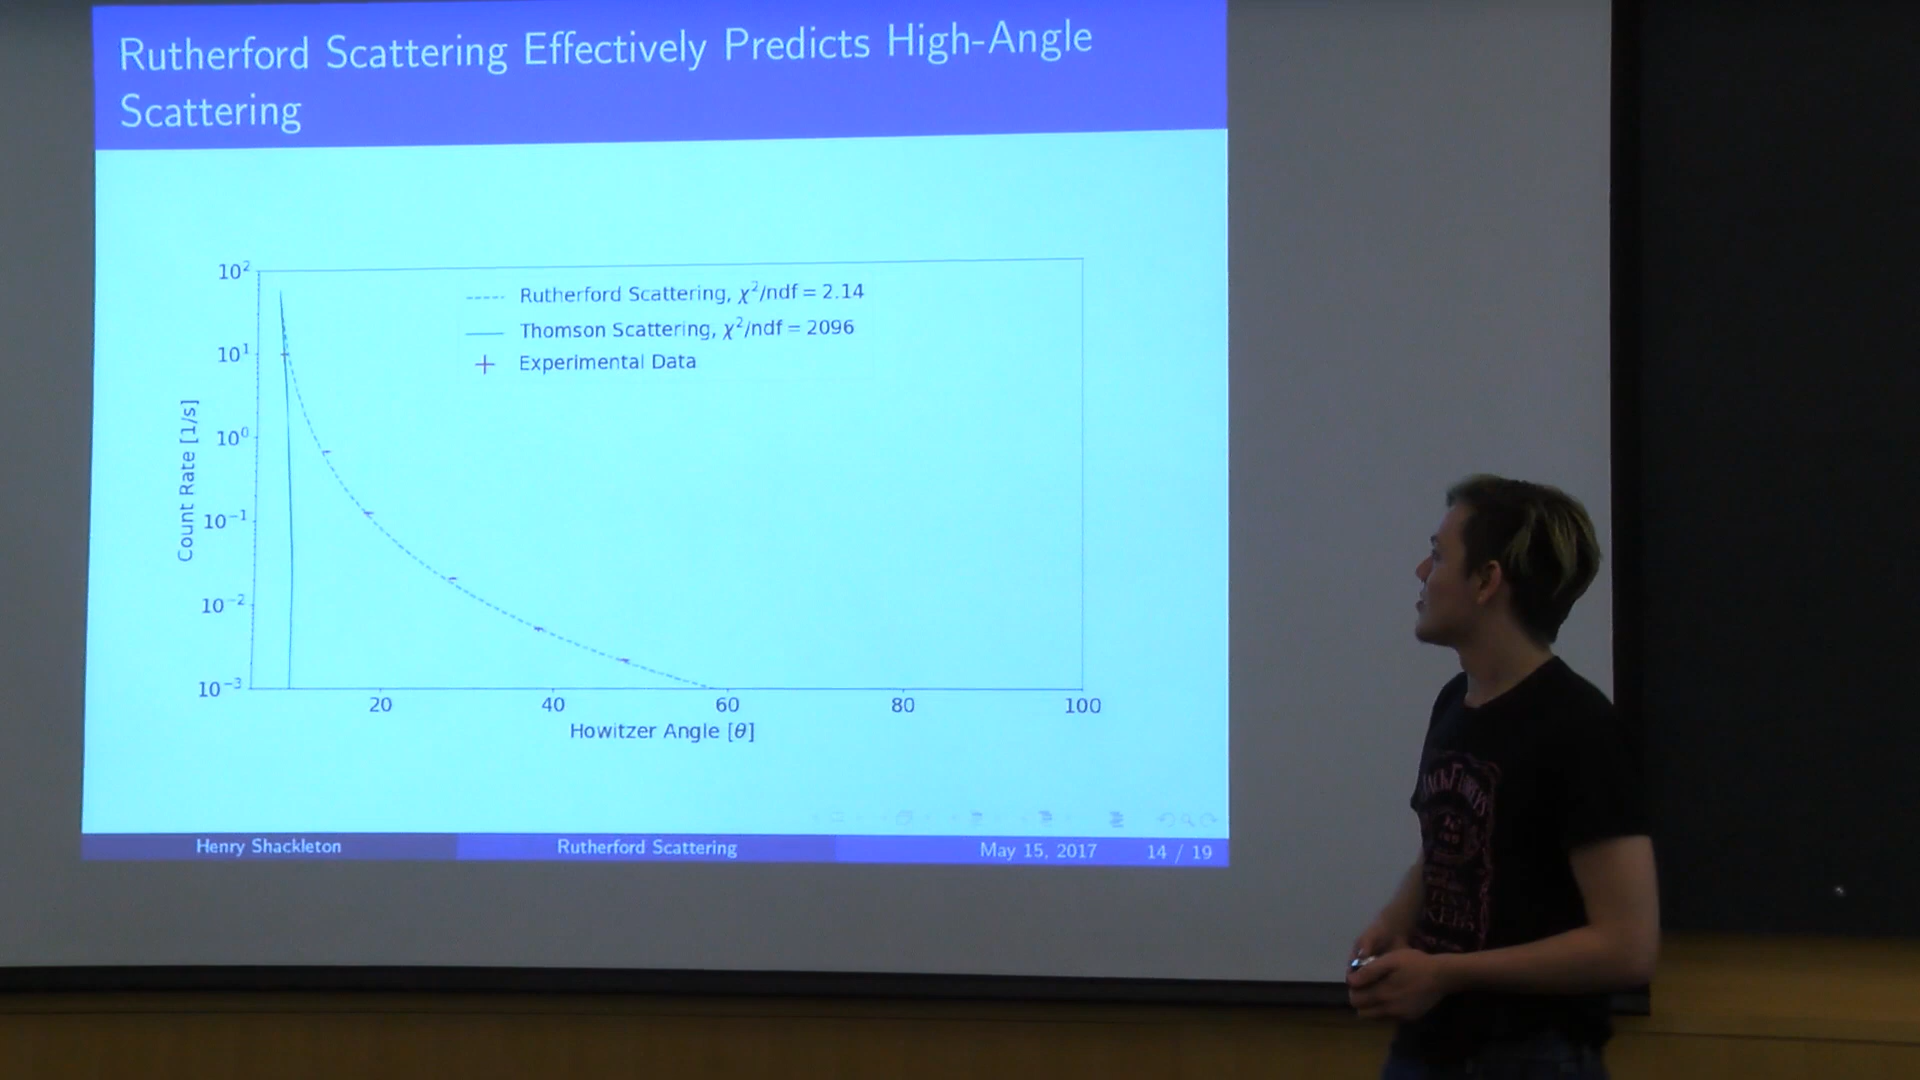 Rutherford Scattering Effectively Predicts High-Angle
Scattering
10²
10¹
10⁰
10⁻¹
10⁻²
10⁻³
Count Rate [1/s]
Rutherford Scattering, χ²/ndf = 2.14
Thomson Scattering, χ²/ndf = 2096
Experimental Data
20 40 60 80 100
Howitzer Angle [θ]
Henry Shackleton Rutherford Scattering May 15, 2017 14 / 19